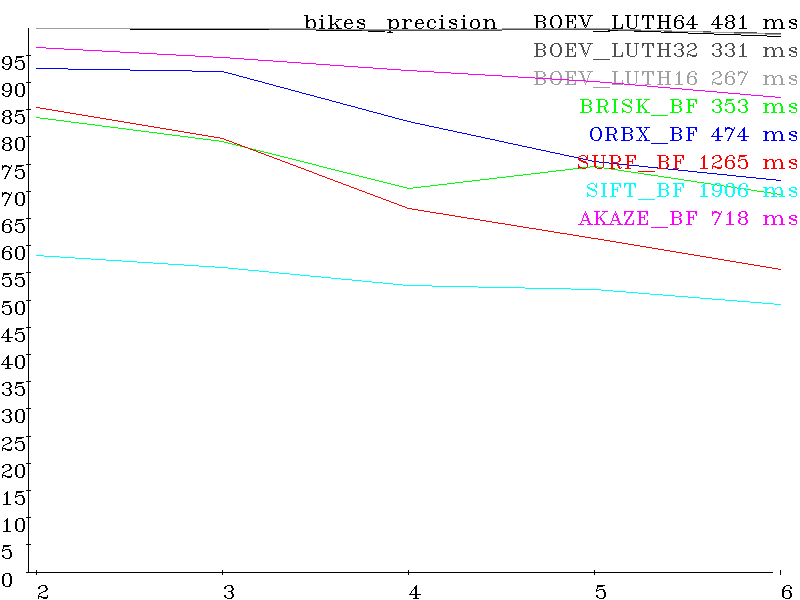 bikes_precision BOEV_LUTH64 481 ms
BOEV_LUTH32 331 ms
BOEV_LUTH16 267 ms
BRISK_BF 353 ms
ORBX_BF 474 ms
SURF_BF 1265 ms
SIFT_BF 1906 ms
AKAZE_BF 718 ms
95
90
85
80
75
70
65
60
55
50
45
40
35
30
25
20
15
10
5
0
2 3 4 5 6